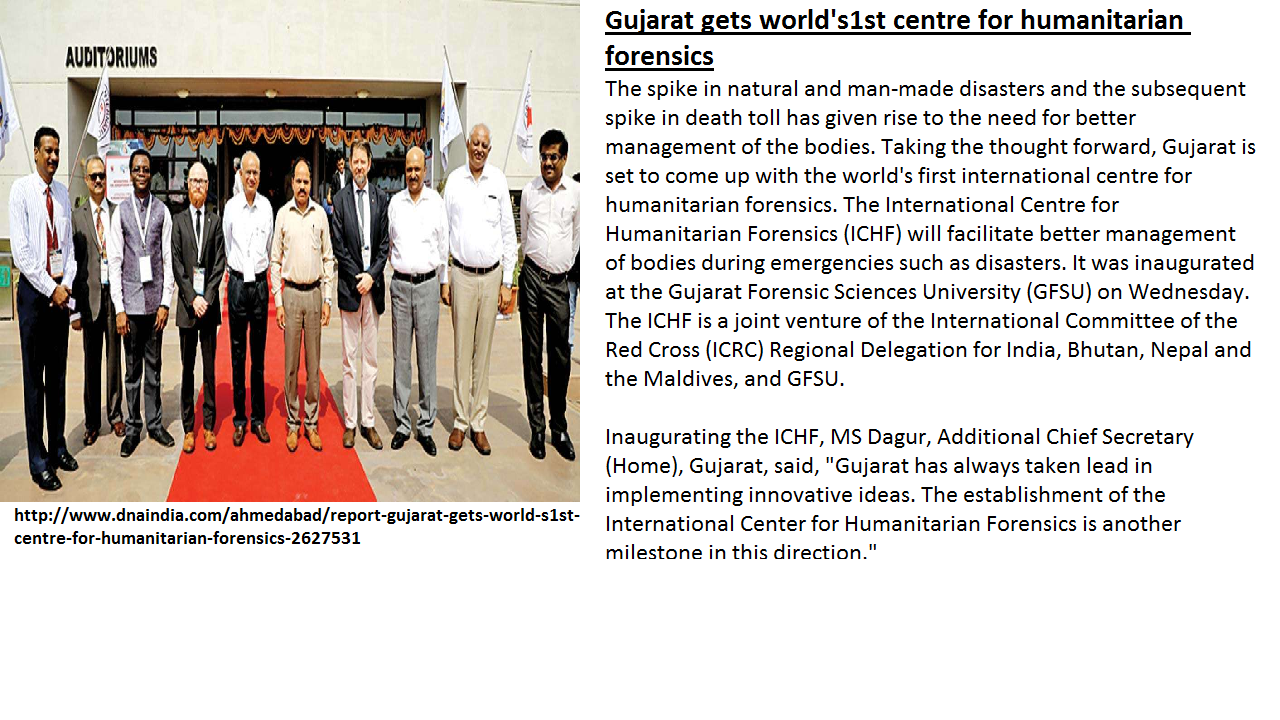 AUDITORIUMS
Gujarat gets world's1st centre for humanitarian
forensics
The spike in natural and man-made disasters and the subsequent
spike in death toll has given rise to the need for better
management of the bodies. Taking the thought forward, Gujarat is
set to come up with the world's first international centre for
humanitarian forensics. The International Centre for
Humanitarian Forensics (ICHF) will facilitate better management
of bodies during emergencies such as disasters. It was inaugurated
at the Gujarat Forensic Sciences University (GFSU) on Wednesday.
The ICHF is a joint venture of the International Committee of the
Red Cross (ICRC) Regional Delegation for India, Bhutan, Nepal and
the Maldives, and GFSU.
Inaugurating the ICHF, MS Dagur, Additional Chief Secretary
(Home), Gujarat, said, "Gujarat has always taken lead in
implementing innovative ideas. The establishment of the
International Center for Humanitarian Forensics is another
milestone in this direction."
http://www.dnaindia.com/ahmedabad/report-gujarat-gets-world-s1st-
centre-for-humanitarian-forensics-2627531